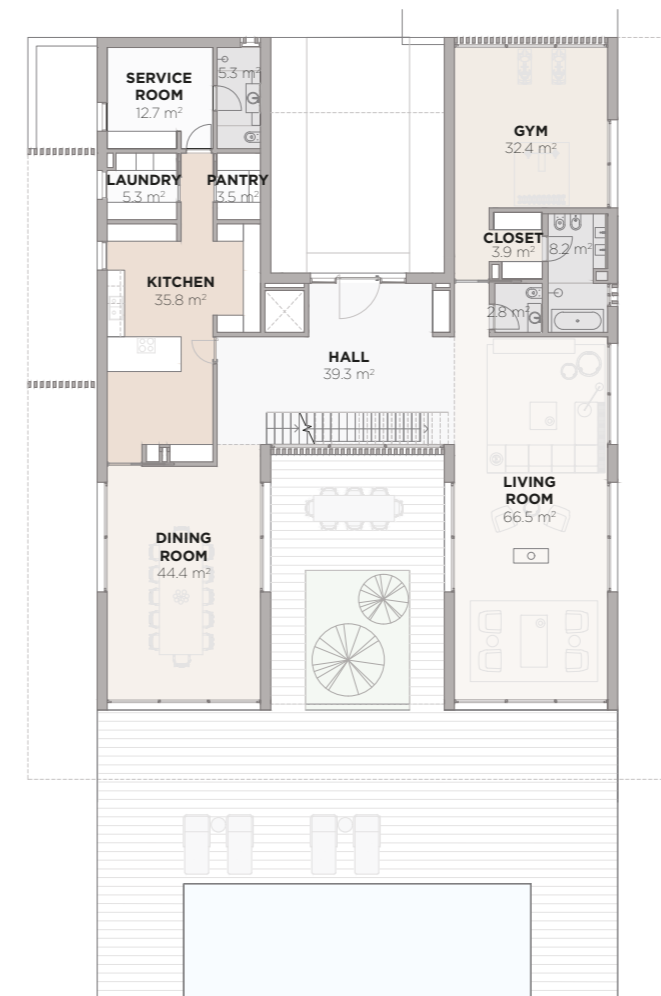 SERVICE
ROOM
12.7 m²
5.3 m²
GYM
32.4 m²
LAUNDRY
5.3 m²
PANTRY
3.5 m²
CLOSET
3.9 m²
8.2 m²
KITCHEN
35.8 m²
2.8 m²
HALL
39.3 m²
LIVING
ROOM
66.5 m²
DINING
ROOM
44.4 m²